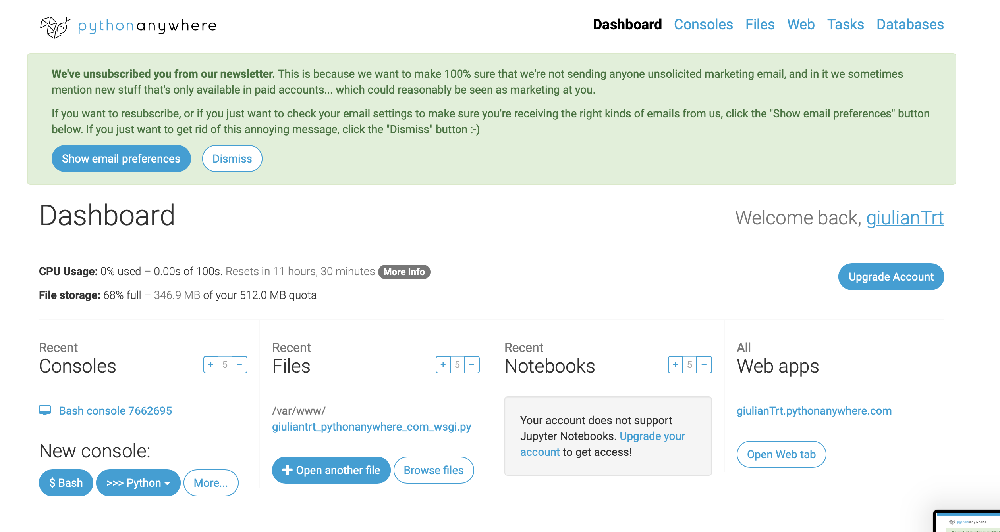 pythonanywhere
Dashboard Consoles Files Web Tasks Databases
We've unsubscribed you from our newsletter. This is because we want to make 100% sure that we're not sending anyone unsolicited marketing email, and in it we sometimes
mention new stuff that's only available in paid accounts... which could reasonably be seen as marketing at you.
If you want to resubscribe, or if you just want to check your email settings to make sure you're receiving the right kinds of emails from us, click the "Show email preferences" button
below. If you just want to get rid of this annoying message, click the "Dismiss" button :-)
Show email preferences Dismiss
Dashboard
Welcome back, giulianTrt
CPU Usage: 0% used – 0.00s of 100s. Resets in 11 hours, 30 minutes More Info
Upgrade Account
File storage: 68% full – 346.9 MB of your 512.0 MB quota
Recent
Consoles
+ 5 −
Bash console 7662695
New console:
$ Bash >>> Python More...
Recent
Files
+ 5 −
/var/www/
giuliantrt_pythonanywhere_com_wsgi.py
Open another file Browse files
Recent
Notebooks
+ 5 −
Your account does not support
Jupyter Notebooks. Upgrade your
account to get access!
All
Web apps
giulianTrt.pythonanywhere.com
Open Web tab
pythonanywhere